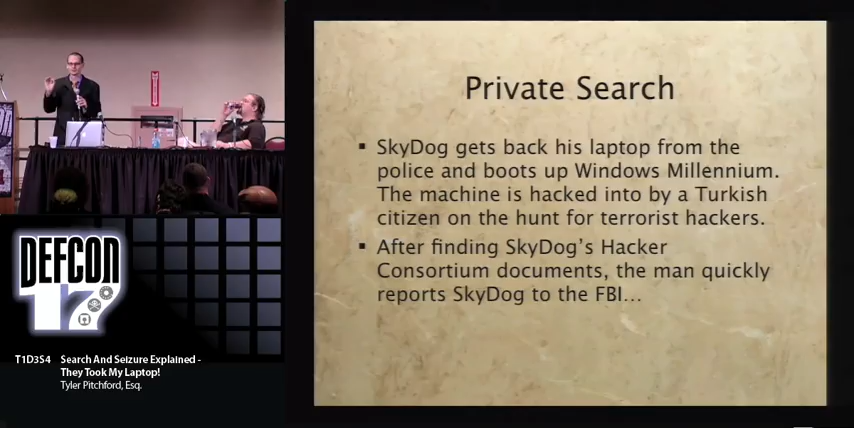 Private Search
▪ SkyDog gets back his laptop from the
police and boots up Windows Millennium.
The machine is hacked into by a Turkish
citizen on the hunt for terrorist hackers.
▪ After finding SkyDog's Hacker
Consortium documents, the man quickly
reports SkyDog to the FBI...
DEFCON
17
T1D3S4 Search And Seizure Explained -
They Took My Laptop!
Tyler Pitchford, Esq.